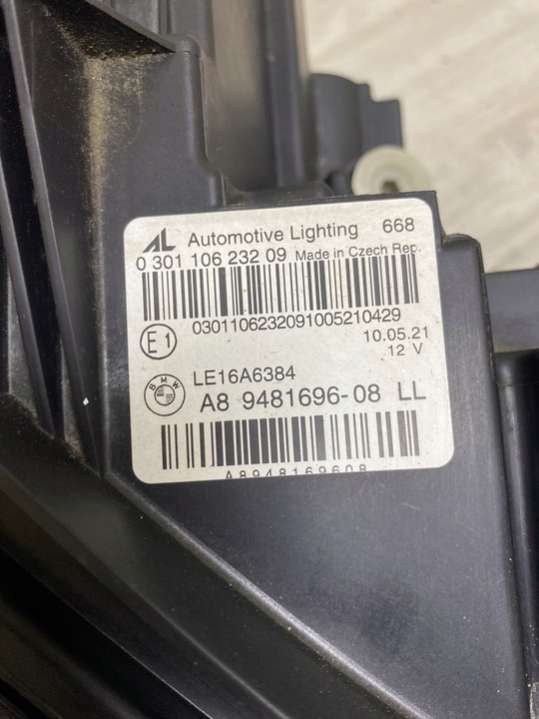 AL Automotive Lighting 668
0 301 106 232 09 Made in Czech Rep.
0301106232091005210429
E1
10.05.21
12 V
BMW
LE16A6384
A8 9481696-08 LL
A8948169608